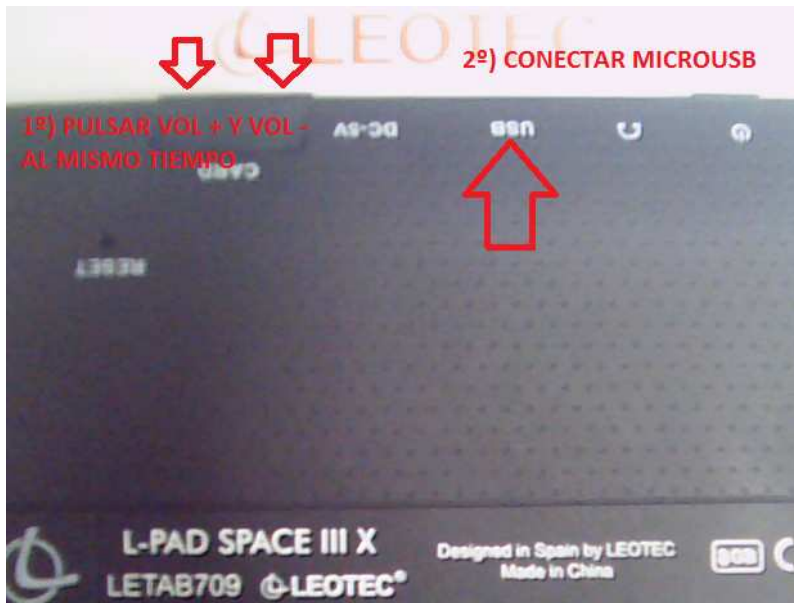 LEOTEC
2º) CONECTAR MICROUSB
1º) PULSAR VOL + Y VOL -
AL MISMO TIEMPO
DC-5V
USB
CARD
RESET
L-PAD SPACE III X
LETAB709 LEOTEC®
Designed in Spain by LEOTEC
Made in China
8GB